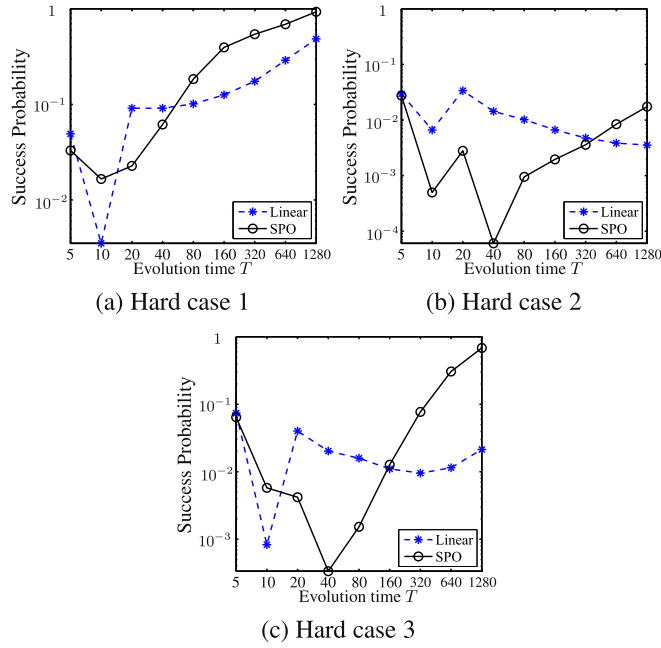 Success Probability
1
10⁻¹
10⁻²
Linear
SPO
5 10 20 40 80 160 320 640 1280
Evolution time T
(a) Hard case 1
Success Probability
1
10⁻¹
10⁻²
10⁻³
10⁻⁴
Linear
SPO
5 10 20 40 80 160 320 640 1280
Evolution time T
(b) Hard case 2
Success Probability
1
10⁻¹
10⁻²
10⁻³
Linear
SPO
5 10 20 40 80 160 320 640 1280
Evolution time T
(c) Hard case 3